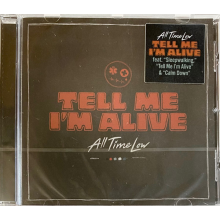 All Time Low
TELL ME
I'M ALIVE
Feat. "Sleepwalking,"
"Tell Me I'm Alive"
& "Calm Down"
TELL ME
I'M ALIVE
All Time Low